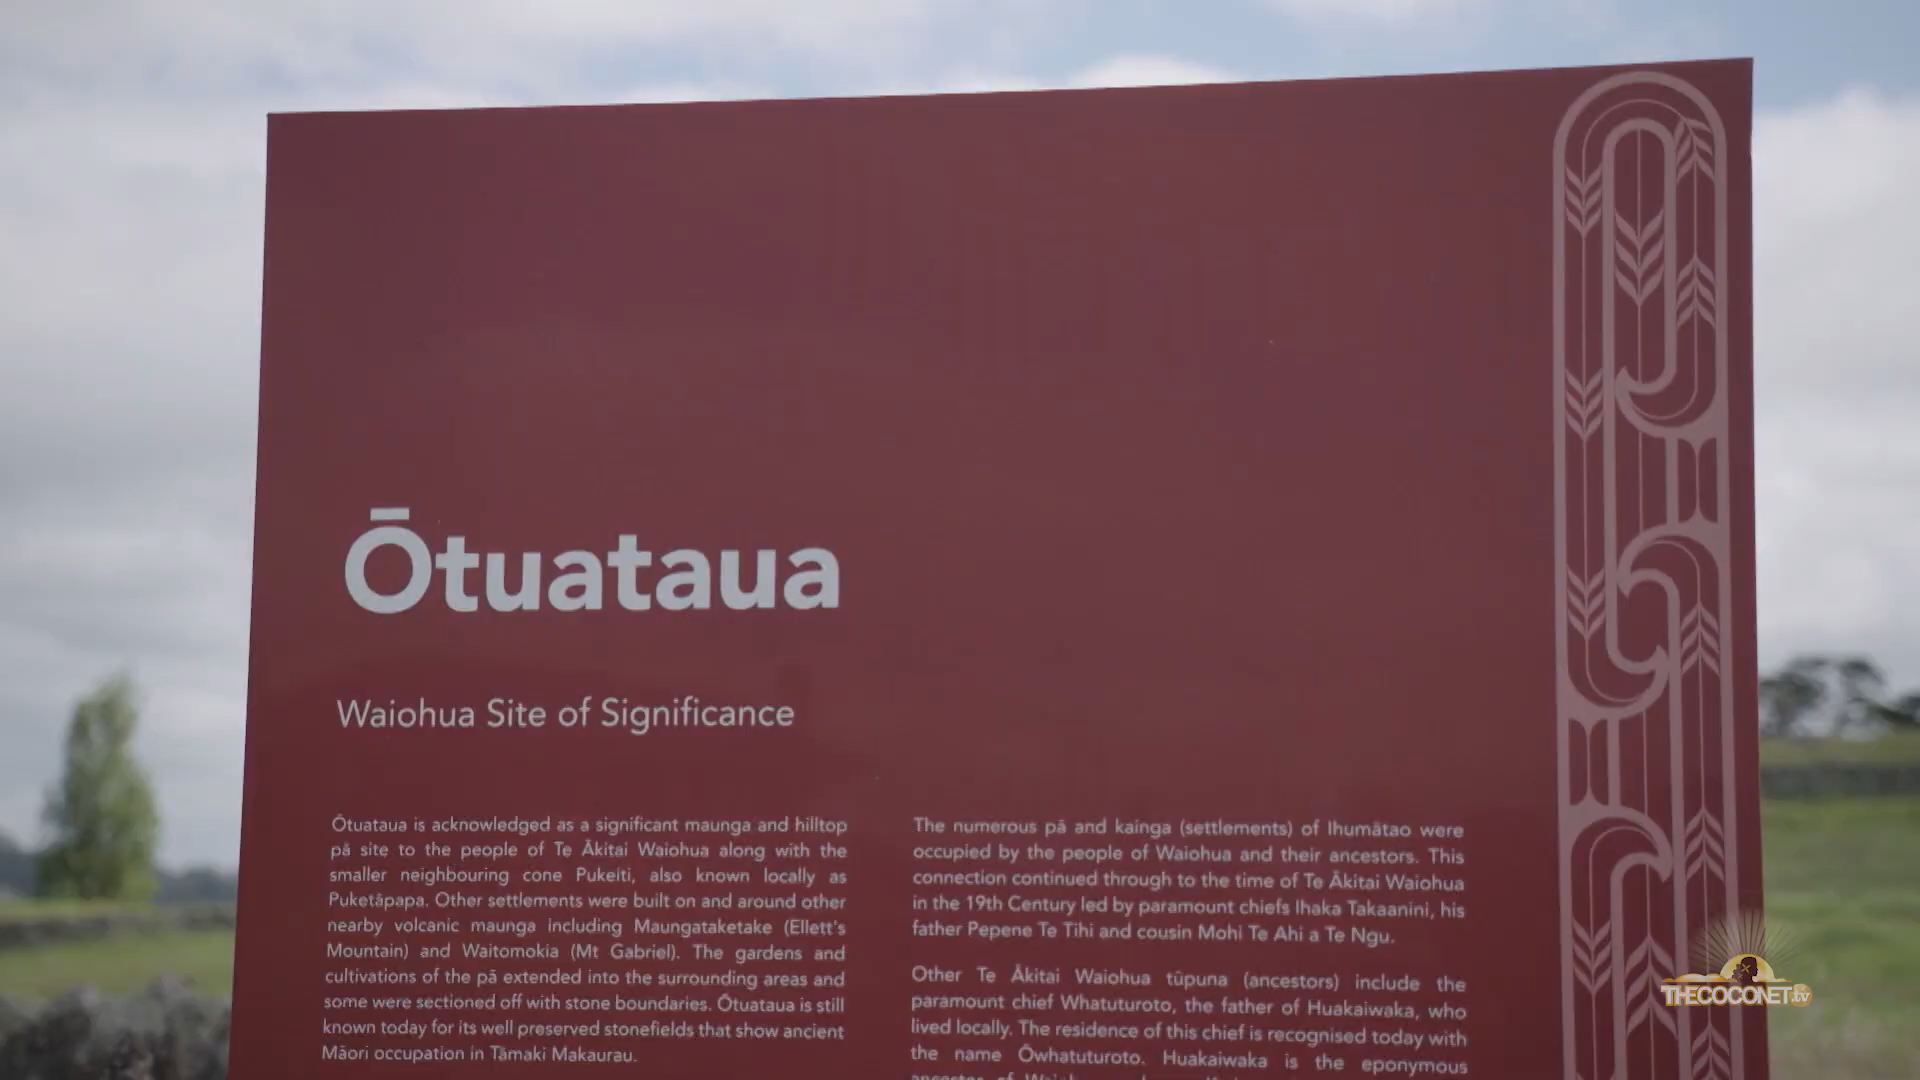 Ōtuataua
Waiohua Site of Significance
Ōtuataua is acknowledged as a significant maunga and hilltop
pā site to the people of Te Ākitai Waiohua along with the
smaller neighbouring cone Pukeiti, also known locally as
Puketāpapa. Other settlements were built on and around other
nearby volcanic maunga including Maungataketake (Ellett's
Mountain) and Waitomokia (Mt Gabriel). The gardens and
cultivations of the pā extended into the surrounding areas and
some were sectioned off with stone boundaries. Ōtuataua is still
known today for its well preserved stonefields that show ancient
Māori occupation in Tāmaki Makaurau.
The numerous pā and kainga (settlements) of Ihumātao were
occupied by the people of Waiohua and their ancestors. This
connection continued through to the time of Te Ākitai Waiohua
in the 19th Century led by paramount chiefs Ihaka Takaanini, his
father Pepene Te Tihi and cousin Mohi Te Ahi a Te Ngu.
Other Te Ākitai Waiohua tūpuna (ancestors) include the
paramount chief Whatuturoto, the father of Huakaiwaka, who
lived locally. The residence of this chief is recognised today with
the name Ōwhatuturoto. Huakaiwaka is the eponymous
THECOCONET.tv